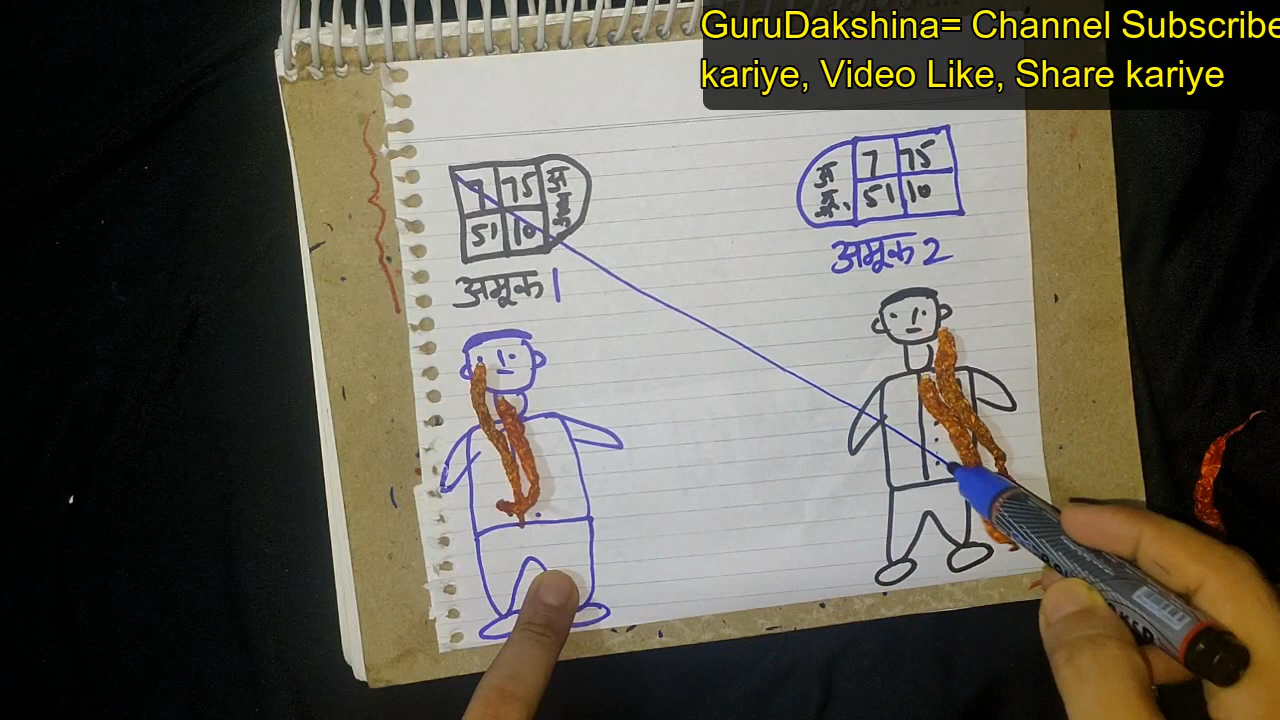 GuruDakshina= Channel Subscribe
kariye, Video Like, Share kariye
7 75
51 10
अमूक 1
7 75
51 10
अमूक 2